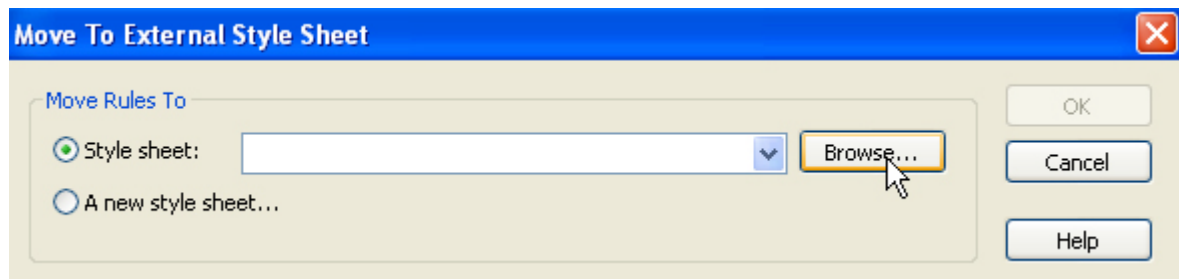 Move To External Style Sheet
Move Rules To
Style sheet:
Browse...
A new style sheet...
OK
Cancel
Help